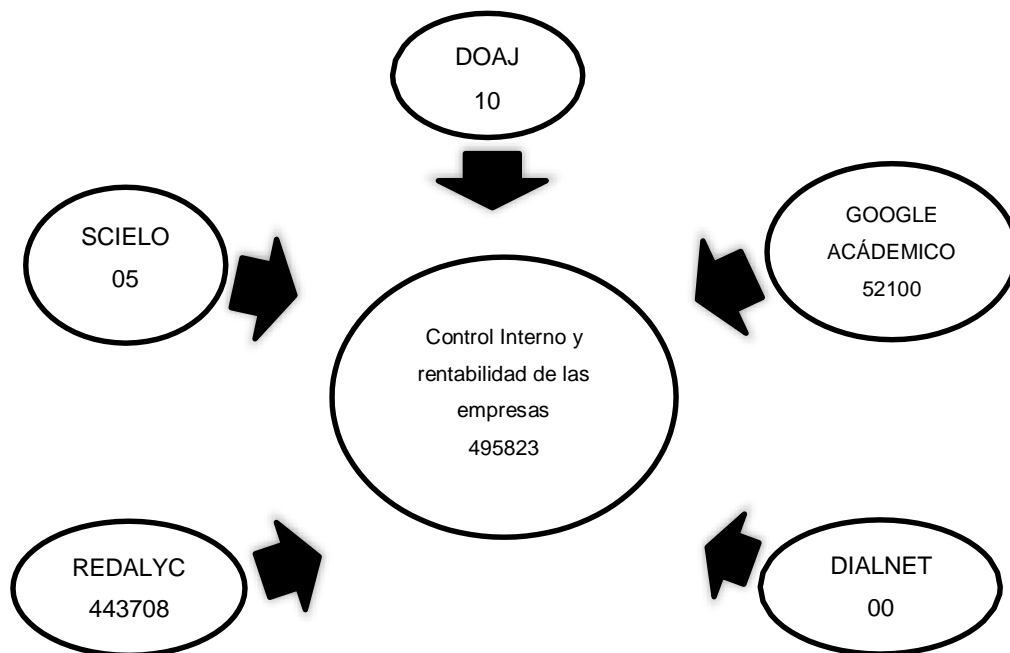 DOAJ
10
SCIELO
05
GOOGLE
ACÁDEMICO
52100
Control Interno y
rentabilidad de las
empresas
495823
REDALYC
443708
DIALNET
00